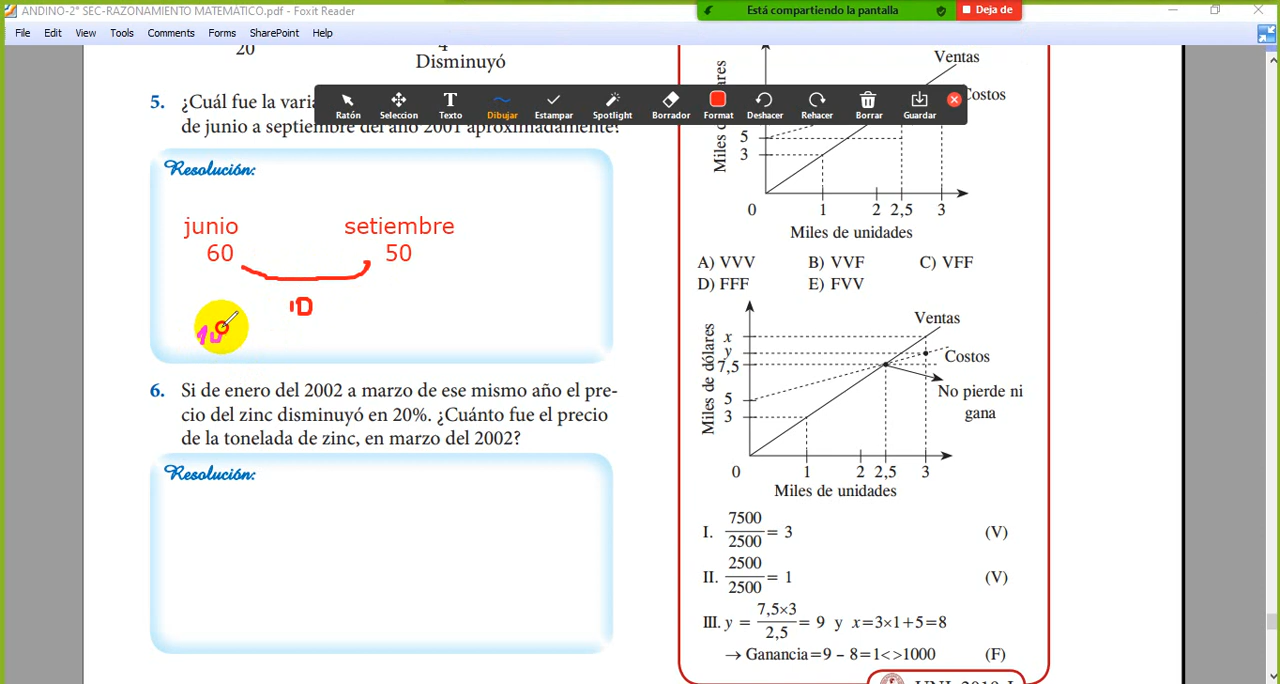 ANDINO-2° SEC-RAZONAMIENTO MATEMATICO.pdf - Foxit Reader
Está compartiendo la pantalla
Deja de
File Edit View Tools Comments Forms SharePoint Help
20
4
Disminuyó
5. ¿Cuál fue la varia
de junio a septiembre del año 2001 aproximadamente?
Ratón Seleccion Texto Dibujar Estampar Spotlight Borrador Format Deshacer Rehacer Borrar Guardar
Resolución:
junio setiembre
60 50
10
10
6. Si de enero del 2002 a marzo de ese mismo año el pre-
cio del zinc disminuyó en 20%. ¿Cuánto fue el precio
de la tonelada de zinc, en marzo del 2002?
Resolución:
Ventas
Costos
Miles d
ares
5
3
0 1 2 2,5 3
Miles de unidades
A) VVV B) VVF C) VFF
D) FFF E) FVV
Miles de dólares
Ventas
x
y
7,5
Costos
No pierde ni
gana
5
3
0 1 2 2,5 3
Miles de unidades
I. 7500/2500 = 3 (V)
II. 2500/2500 = 1 (V)
III. y = 7,5×3/2,5 = 9 y x=3×1+5=8
→ Ganancia=9 – 8=1<>1000 (F)